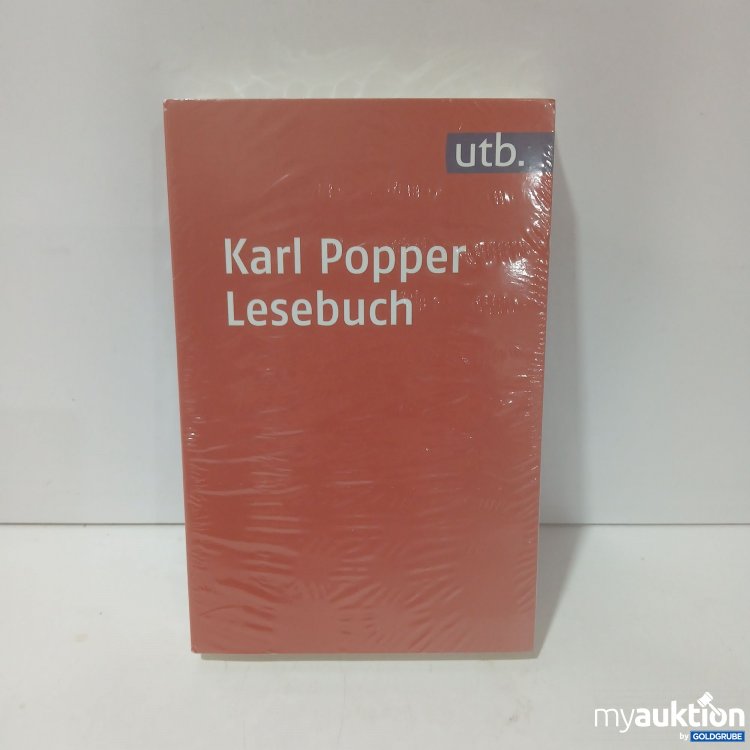 utb.
Karl Popper
Lesebuch
myauktion
by GOLDGRUBE